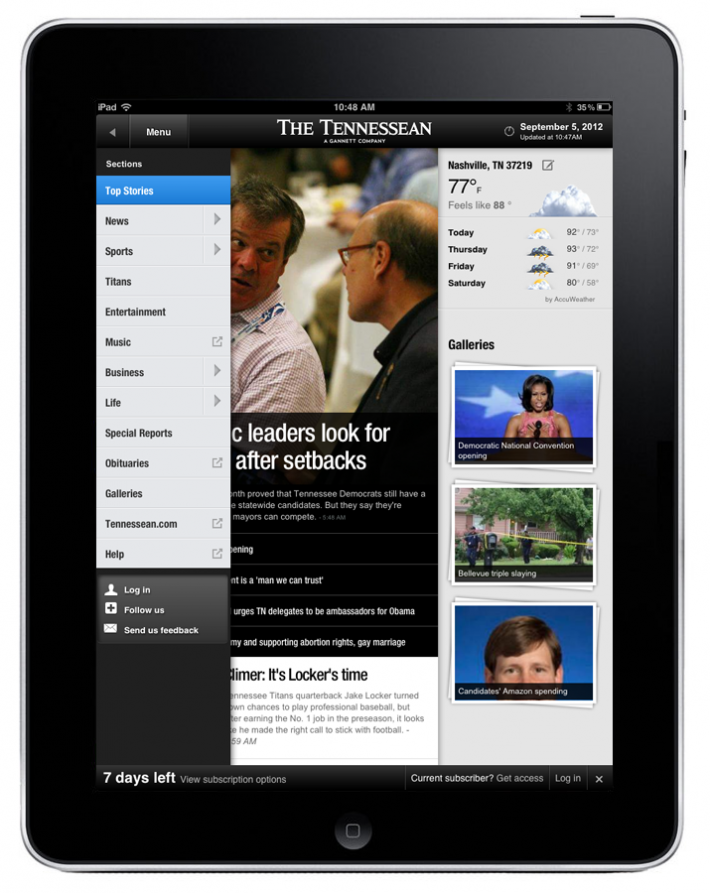 iPad 10:48 AM 35%
Menu
THE TENNESSEAN
A GANNETT COMPANY
September 5, 2012
Updated at 10:47AM
Sections
Top Stories
News
Sports
Titans
Entertainment
Music
Business
Life
Special Reports
Obituaries
Galleries
Tennessean.com
Help
Log in
Follow us
Send us feedback
c leaders look for
after setbacks
onth proved that Tennessee Democrats still have a
e statewide candidates. But they say they're
mayors can compete. - 5:48 AM
pening
nt is a 'man we can trust'
urges TN delegates to be ambassadors for Obama
my and supporting abortion rights, gay marriage
limer: It's Locker's time
ennessee Titans quarterback Jake Locker turned
own chances to play professional baseball, but
ter earning the No. 1 job in the preseason, it looks
ke he made the right call to stick with football. -
:59 AM
Nashville, TN 37219
77°F
Feels like 88 °
Today 92° / 73°
Thursday 93° / 72°
Friday 91° / 69°
Saturday 80° / 58°
by AccuWeather
Galleries
Democratic National Convention
opening
Bellevue triple slaying
Candidates' Amazon spending
7 days left View subscription options
Current subscriber? Get access Log in ×